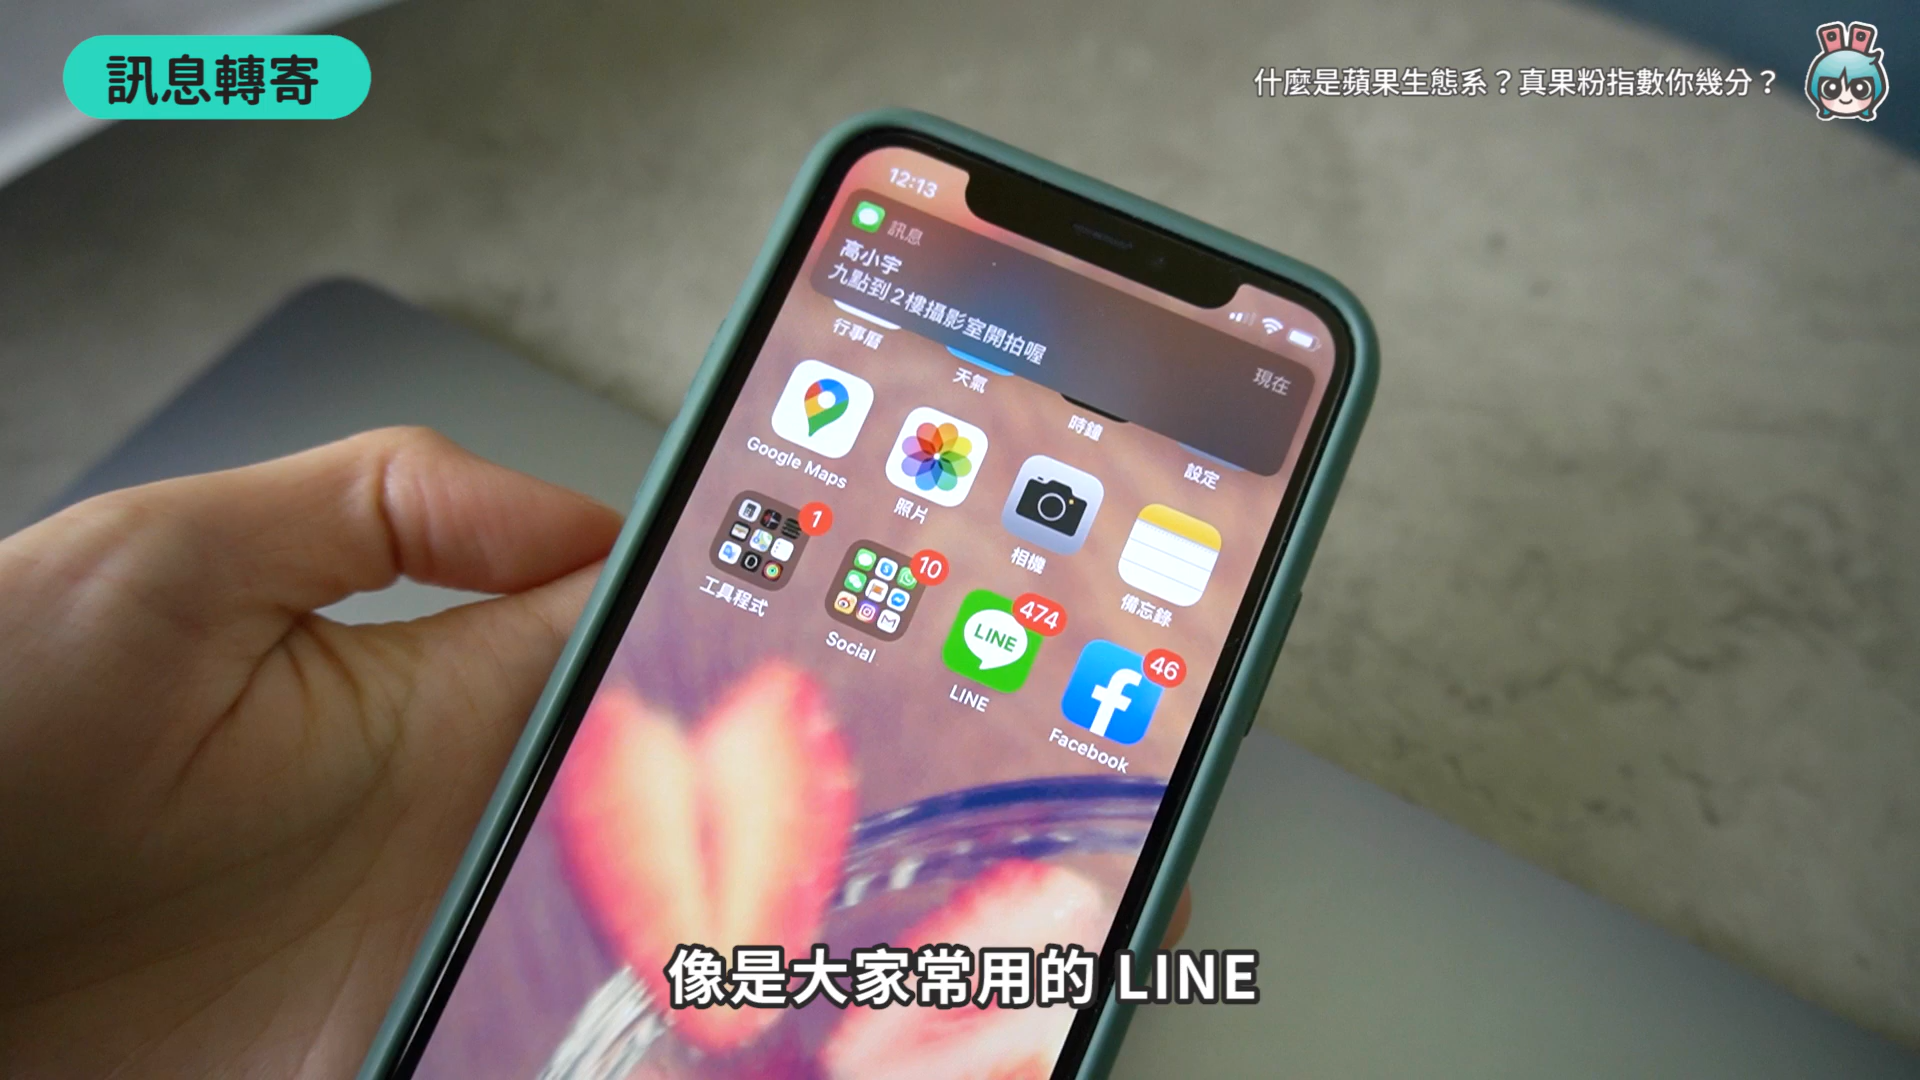 訊息轉寄
什麼是蘋果生態系？真果粉指數你幾分？
12:13
訊息
高小宇
九點到2樓攝影室開拍喔
現在
行事曆
天氣
時鐘
設定
Google Maps
照片
相機
備忘錄
1
工具程式
10
Social
474
LINE
LINE
46
Facebook
像是大家常用的 LINE